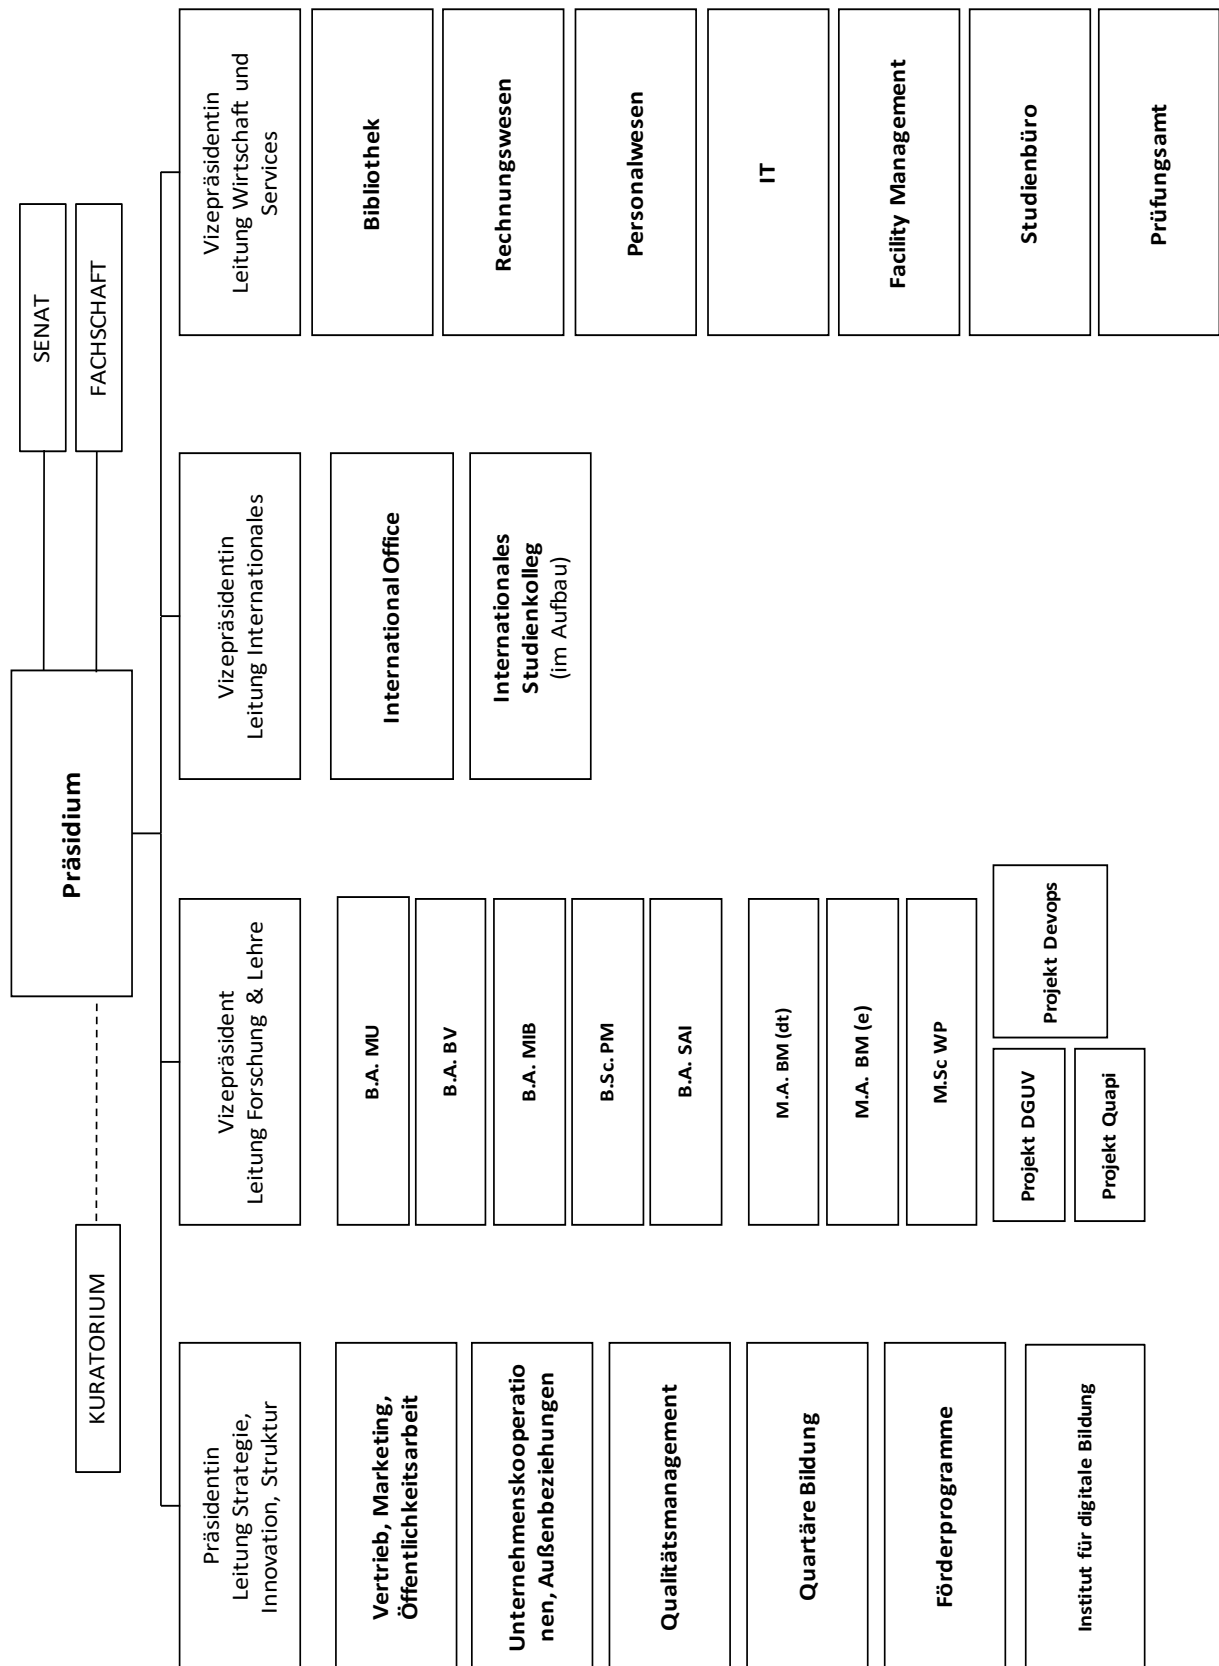 SENAT
FACHSCHAFT
Präsidium
KURATORIUM
Präsidentin
Leitung Strategie,
Innovation, Struktur
Vertrieb, Marketing,
Öffentlichkeitsarbeit
Unternehmenskooperatio
nen, Außenbeziehungen
Qualitätsmanagement
Quartäre Bildung
Förderprogramme
Institut für digitale Bildung
Vizepräsident
Leitung Forschung & Lehre
B.A. MU
B.A. BV
B.A. MIB
B.Sc. PM
B.A. SAI
M.A. BM (dt)
M.A. BM (e)
M.Sc WP
Projekt DGUV
Projekt Devops
Projekt Quapi
Vizepräsidentin
Leitung Internationales
International Office
Internationales
Studienkolleg
(im Aufbau)
Vizepräsidentin
Leitung Wirtschaft und
Services
Bibliothek
Rechnungswesen
Personalwesen
IT
Facility Management
Studienbüro
Prüfungsamt